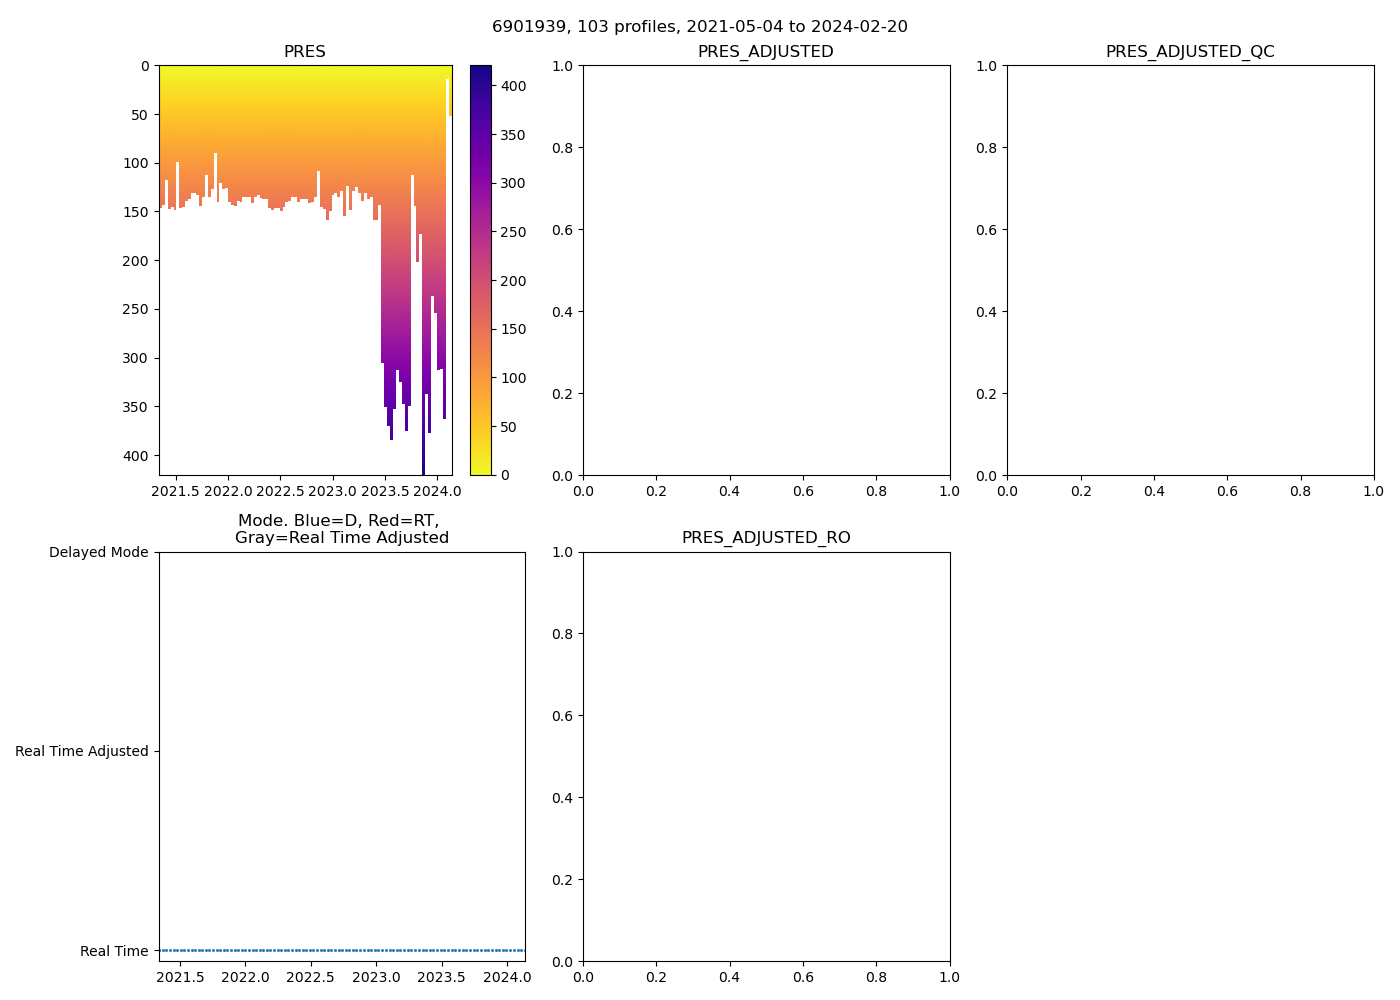 6901939, 103 profiles, 2021-05-04 to 2024-02-20
PRES
0
50
100
150
200
250
300
350
400
2021.5 2022.0 2022.5 2023.0 2023.5 2024.0
400
350
300
250
200
150
100
50
0
PRES_ADJUSTED
1.0
0.8
0.6
0.4
0.2
0.0
0.0 0.2 0.4 0.6 0.8 1.0
PRES_ADJUSTED_QC
1.0
0.8
0.6
0.4
0.2
0.0
0.0 0.2 0.4 0.6 0.8 1.0
Mode. Blue=D, Red=RT,
Gray=Real Time Adjusted
Delayed Mode
Real Time Adjusted
Real Time
2021.5 2022.0 2022.5 2023.0 2023.5 2024.0
PRES_ADJUSTED_RO
1.0
0.8
0.6
0.4
0.2
0.0
0.0 0.2 0.4 0.6 0.8 1.0